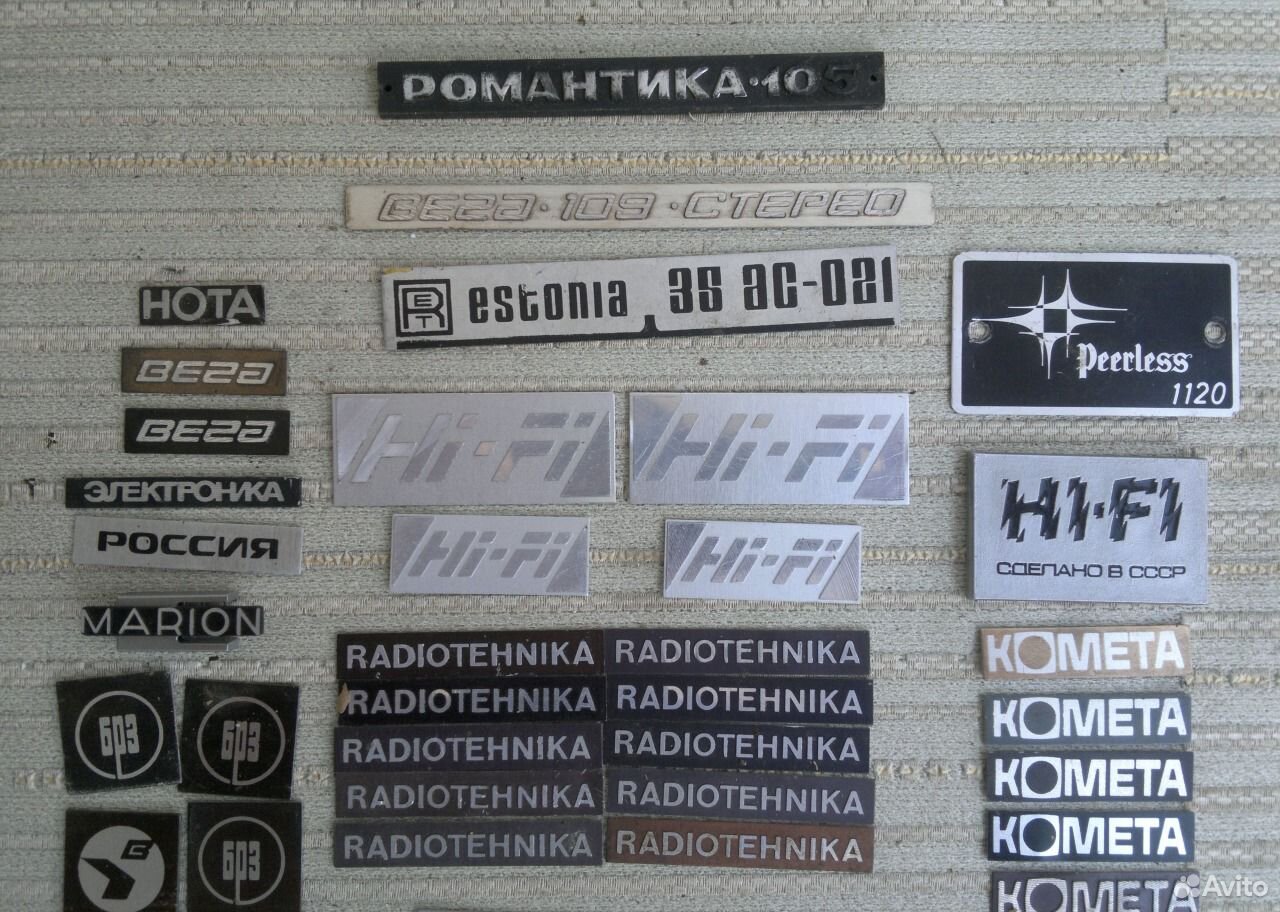 РОМАНТИКА·105
ВЕГА·109·СТЕРЕО
RET estonia 35 AC-021
Peerless
1120
НОТА
ВЕГА
ВЕГА
ЭЛЕКТРОНИКА
РОССИЯ
MARION
Hi-Fi
Hi-Fi
Hi-Fi
Hi-Fi
HI-FI
СДЕЛАНО В СССР
БРЗ
БРЗ
В
БРЗ
RADIOTEHNIKA
RADIOTEHNIKA
RADIOTEHNIKA
RADIOTEHNIKA
RADIOTEHNIKA
RADIOTEHNIKA
RADIOTEHNIKA
RADIOTEHNIKA
RADIOTEHNIKA
RADIOTEHNIKA
КОМЕТА
КОМЕТА
КОМЕТА
КОМЕТА
КОМЕТА
Avito